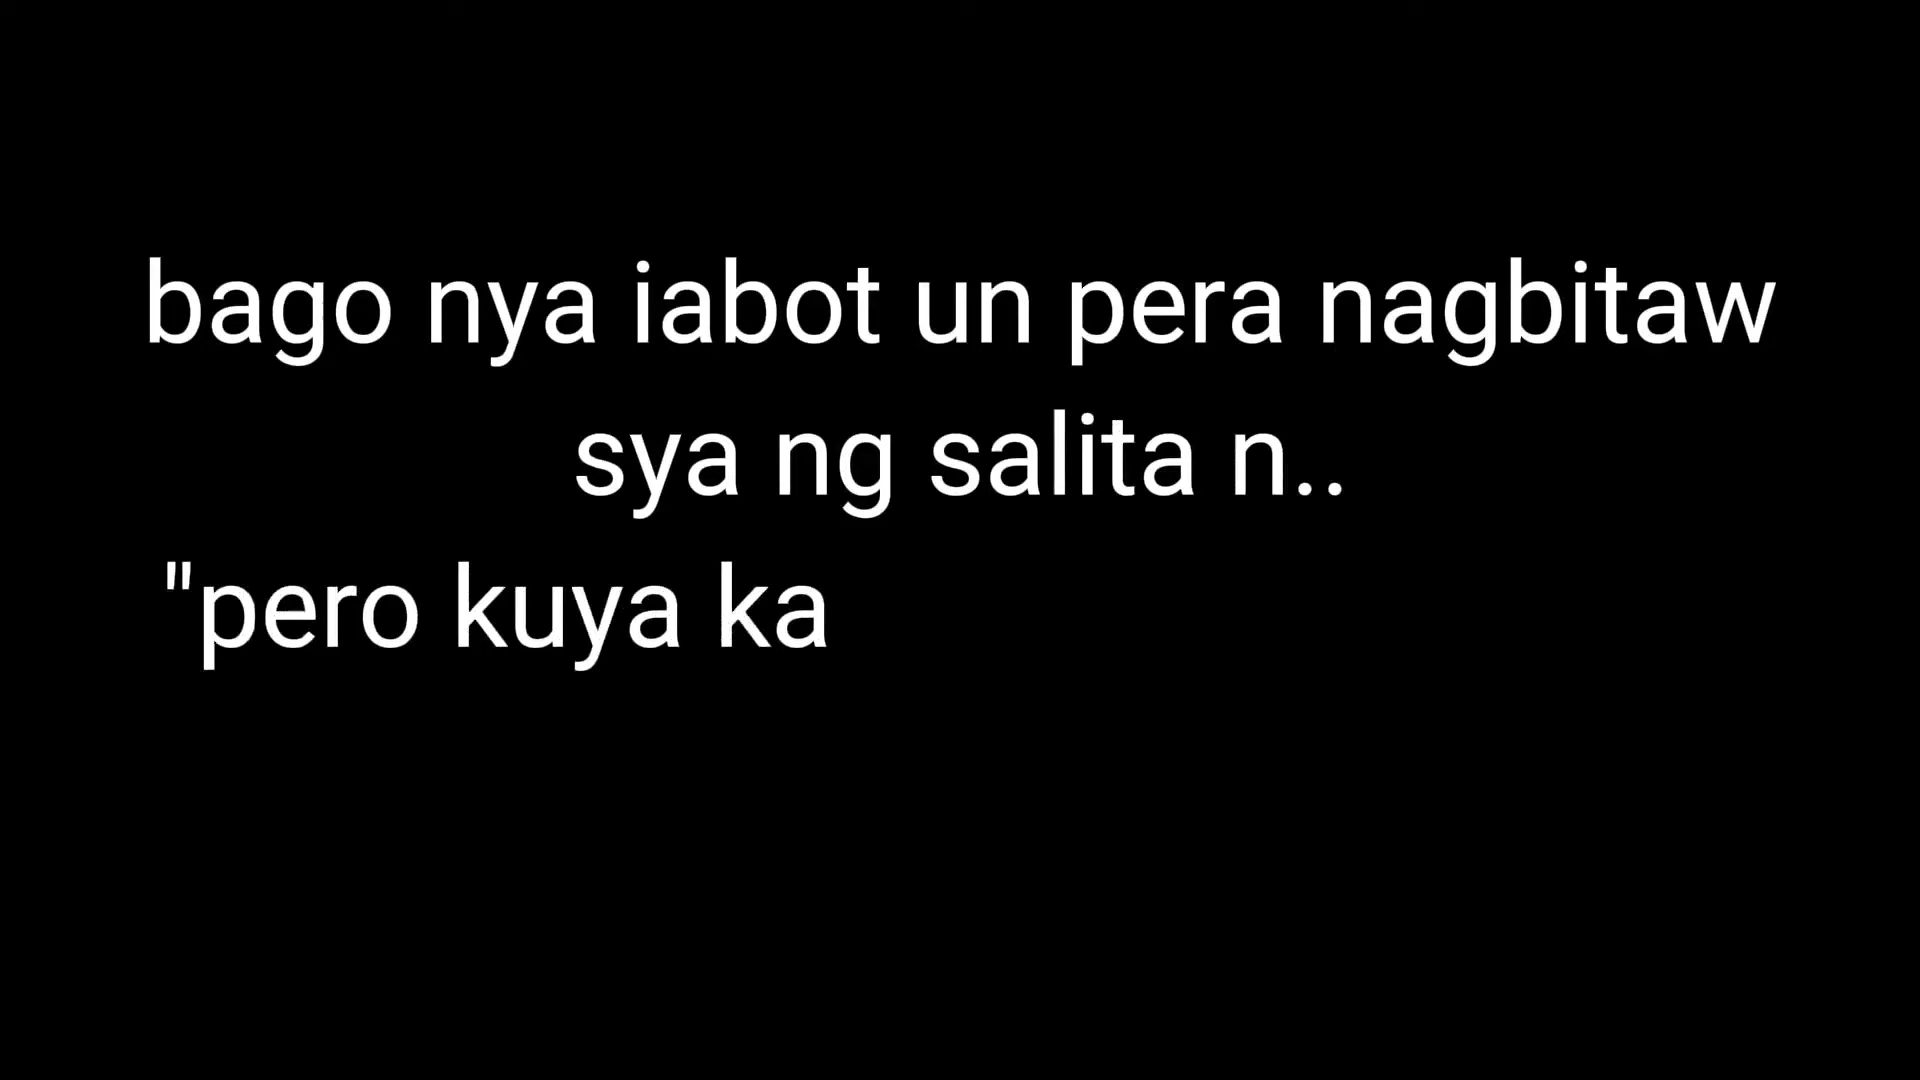 bago nya iabot un pera nagbitaw
sya ng salita n..
"pero kuya ka